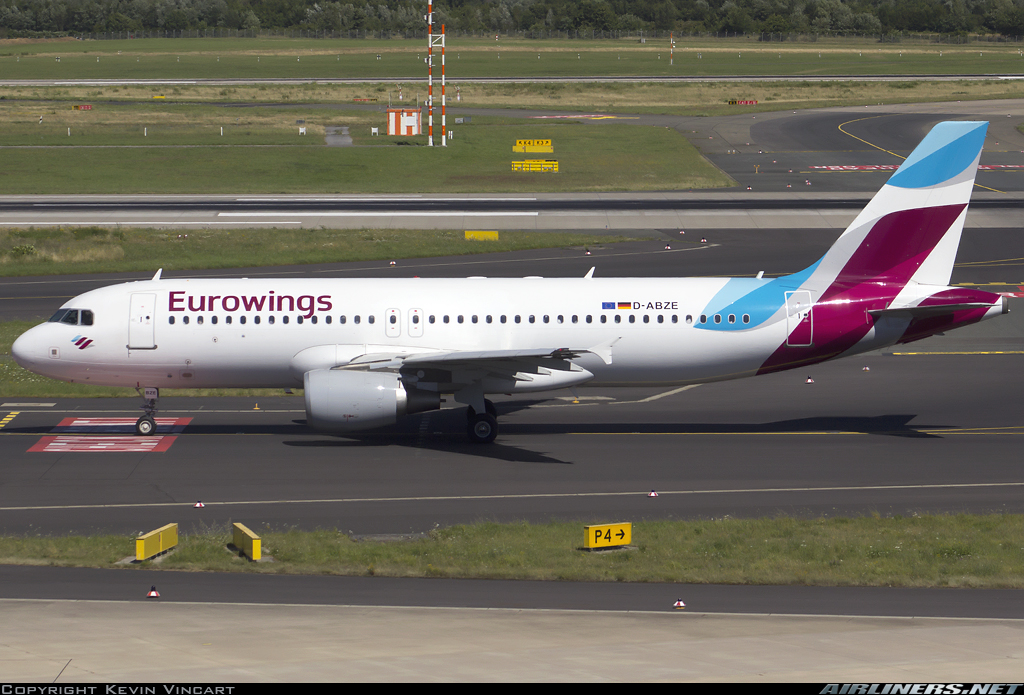 Eurowings
D-ABZE
P4→
COPYRIGHT KEVIN VINCART
AIRLINERS.NET